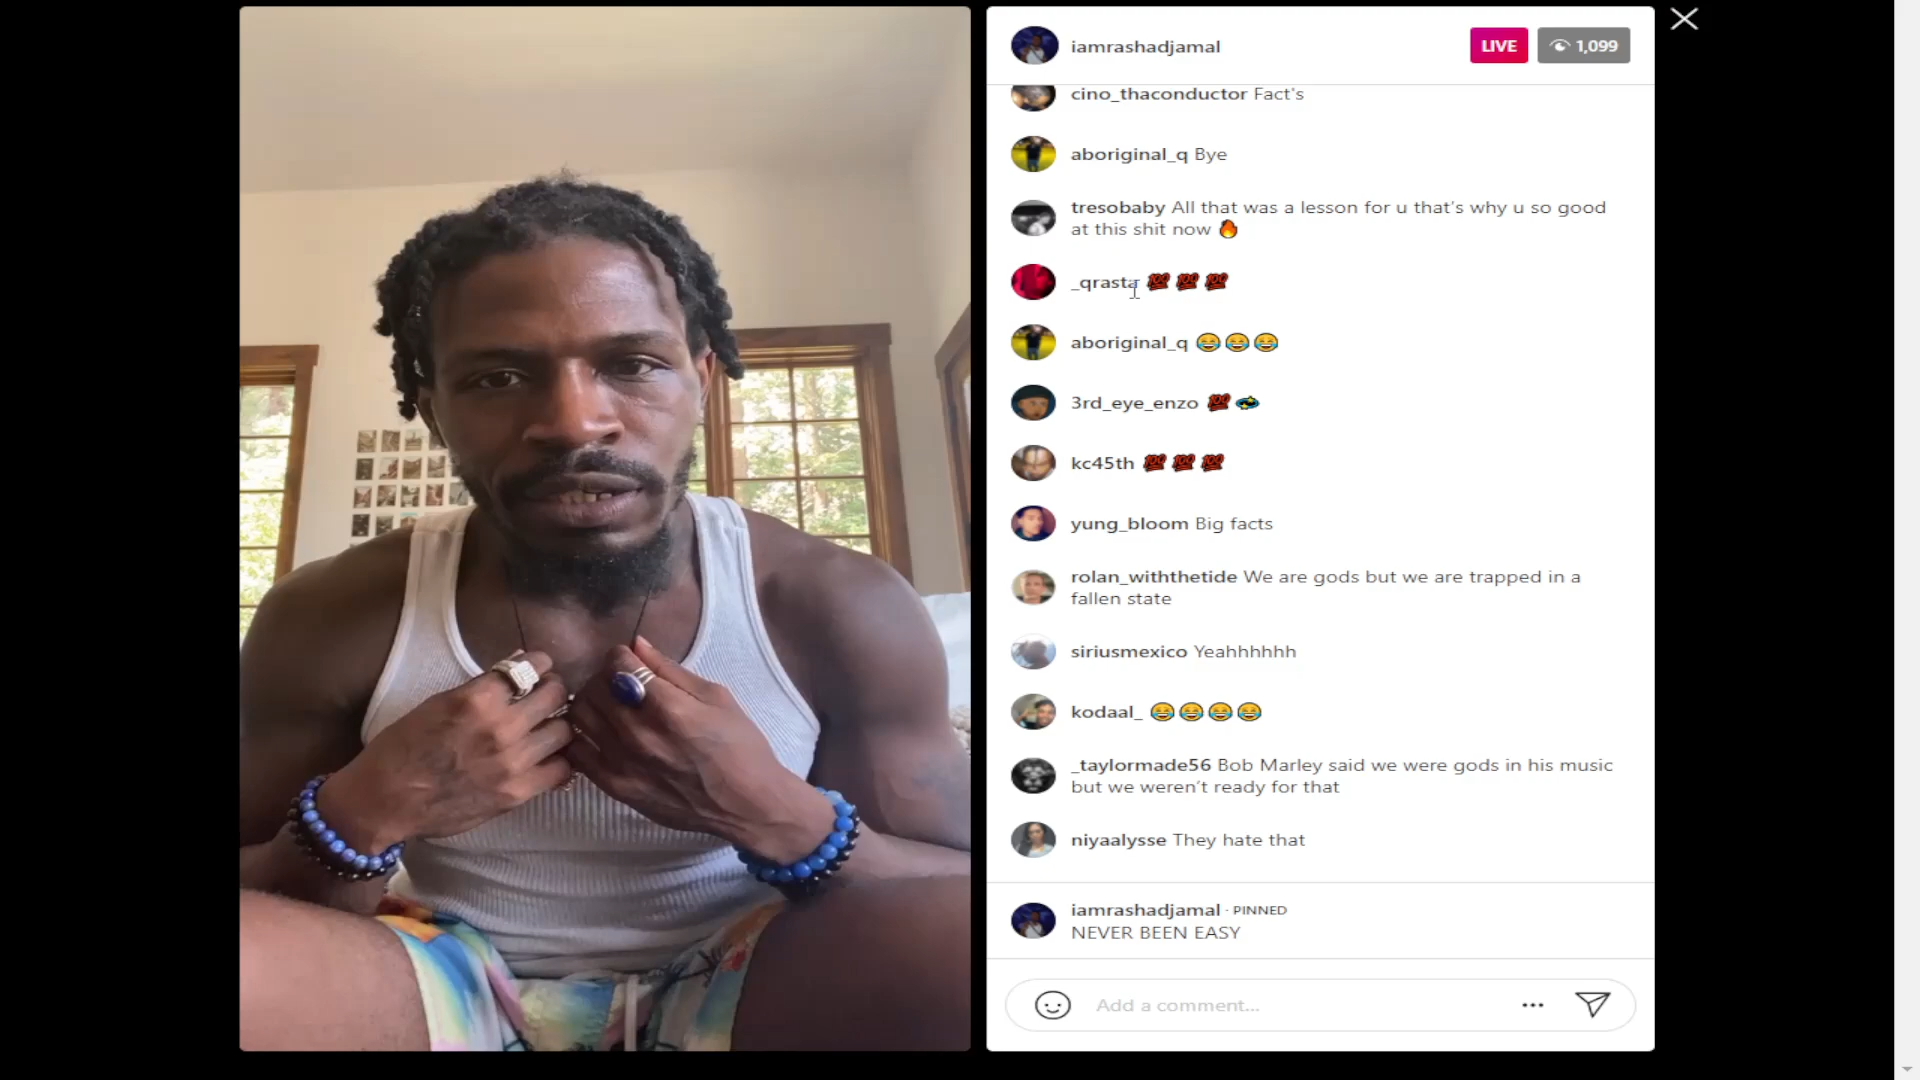 iamrashadjamal
LIVE
1,099
cino_thaconductor Fact's
aboriginal_q Bye
tresobaby All that was a lesson for u that's why u so good
at this shit now 🔥
_qrasta 💯 💯 💯
aboriginal_q 😂 😂 😂
3rd_eye_enzo 💯 💫
kc45th 💯 💯 💯
yung_bloom Big facts
rolan_withthetide We are gods but we are trapped in a
fallen state
siriusmexico Yeahhhhhh
kodaal_ 😂 😂 😂 😂
_taylormade56 Bob Marley said we were gods in his music
but we weren't ready for that
niyaalysse They hate that
iamrashadjamal · PINNED
NEVER BEEN EASY
Add a comment...